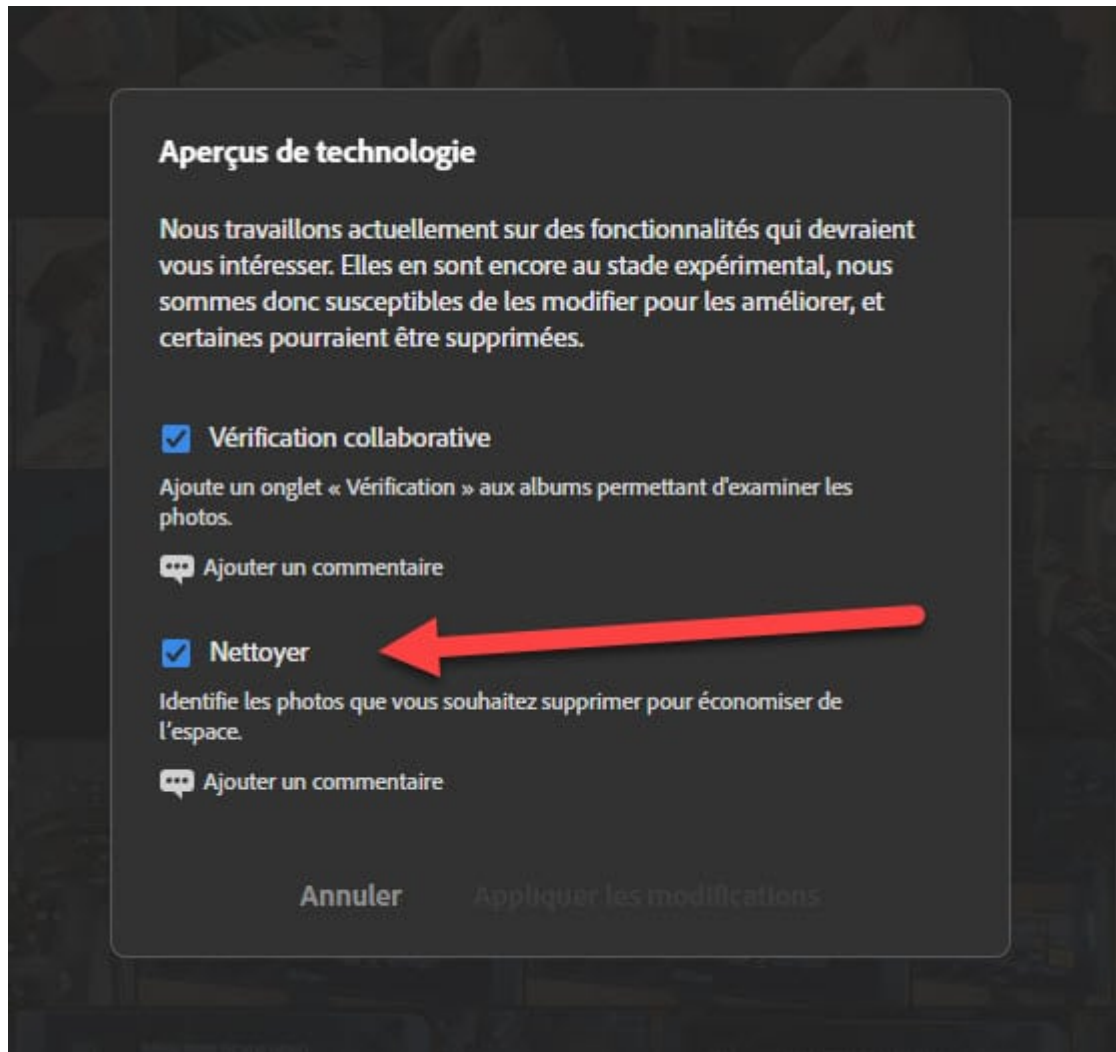 Aperçus de technologie
Nous travaillons actuellement sur des fonctionnalités qui devraient
vous intéresser. Elles en sont encore au stade expérimental, nous
sommes donc susceptibles de les modifier pour les améliorer, et
certaines pourraient être supprimées.
Vérification collaborative
Ajoute un onglet « Vérification » aux albums permettant d'examiner les
photos.
Ajouter un commentaire
Nettoyer
Identifie les photos que vous souhaitez supprimer pour économiser de
l’espace.
Ajouter un commentaire
Annuler
Appliquer les modifications